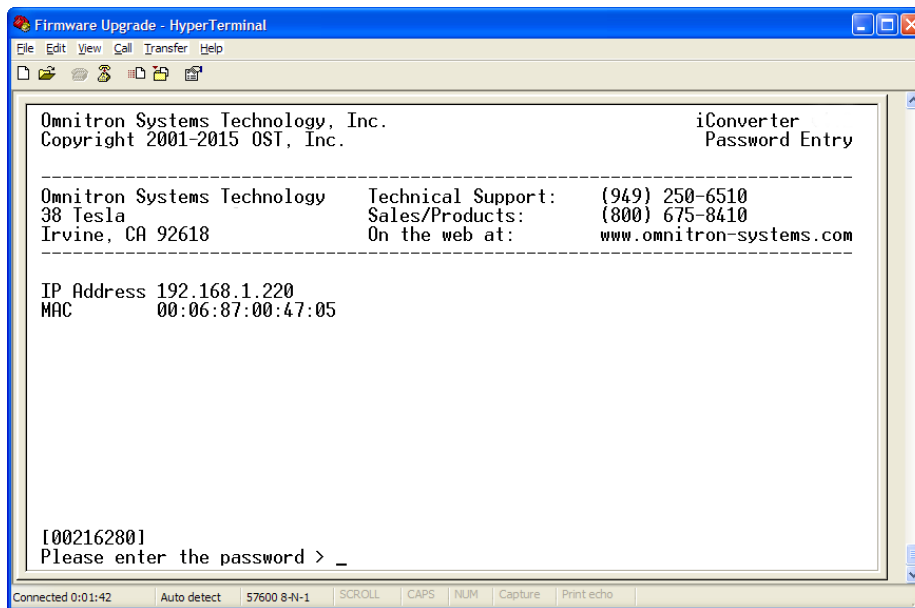 Firmware Upgrade - HyperTerminal
File Edit View Call Transfer Help
Omnitron Systems Technology, Inc. iConverter
Copyright 2001-2015 OST, Inc. Password Entry
Omnitron Systems Technology Technical Support: (949) 250-6510
38 Tesla Sales/Products: (800) 675-8410
Irvine, CA 92618 On the web at: www.omnitron-systems.com
IP Address 192.168.1.220
MAC 00:06:87:00:47:05
[00216280]
Please enter the password > _
Connected 0:01:42 Auto detect 57600 8-N-1 SCROLL CAPS NUM Capture Print echo